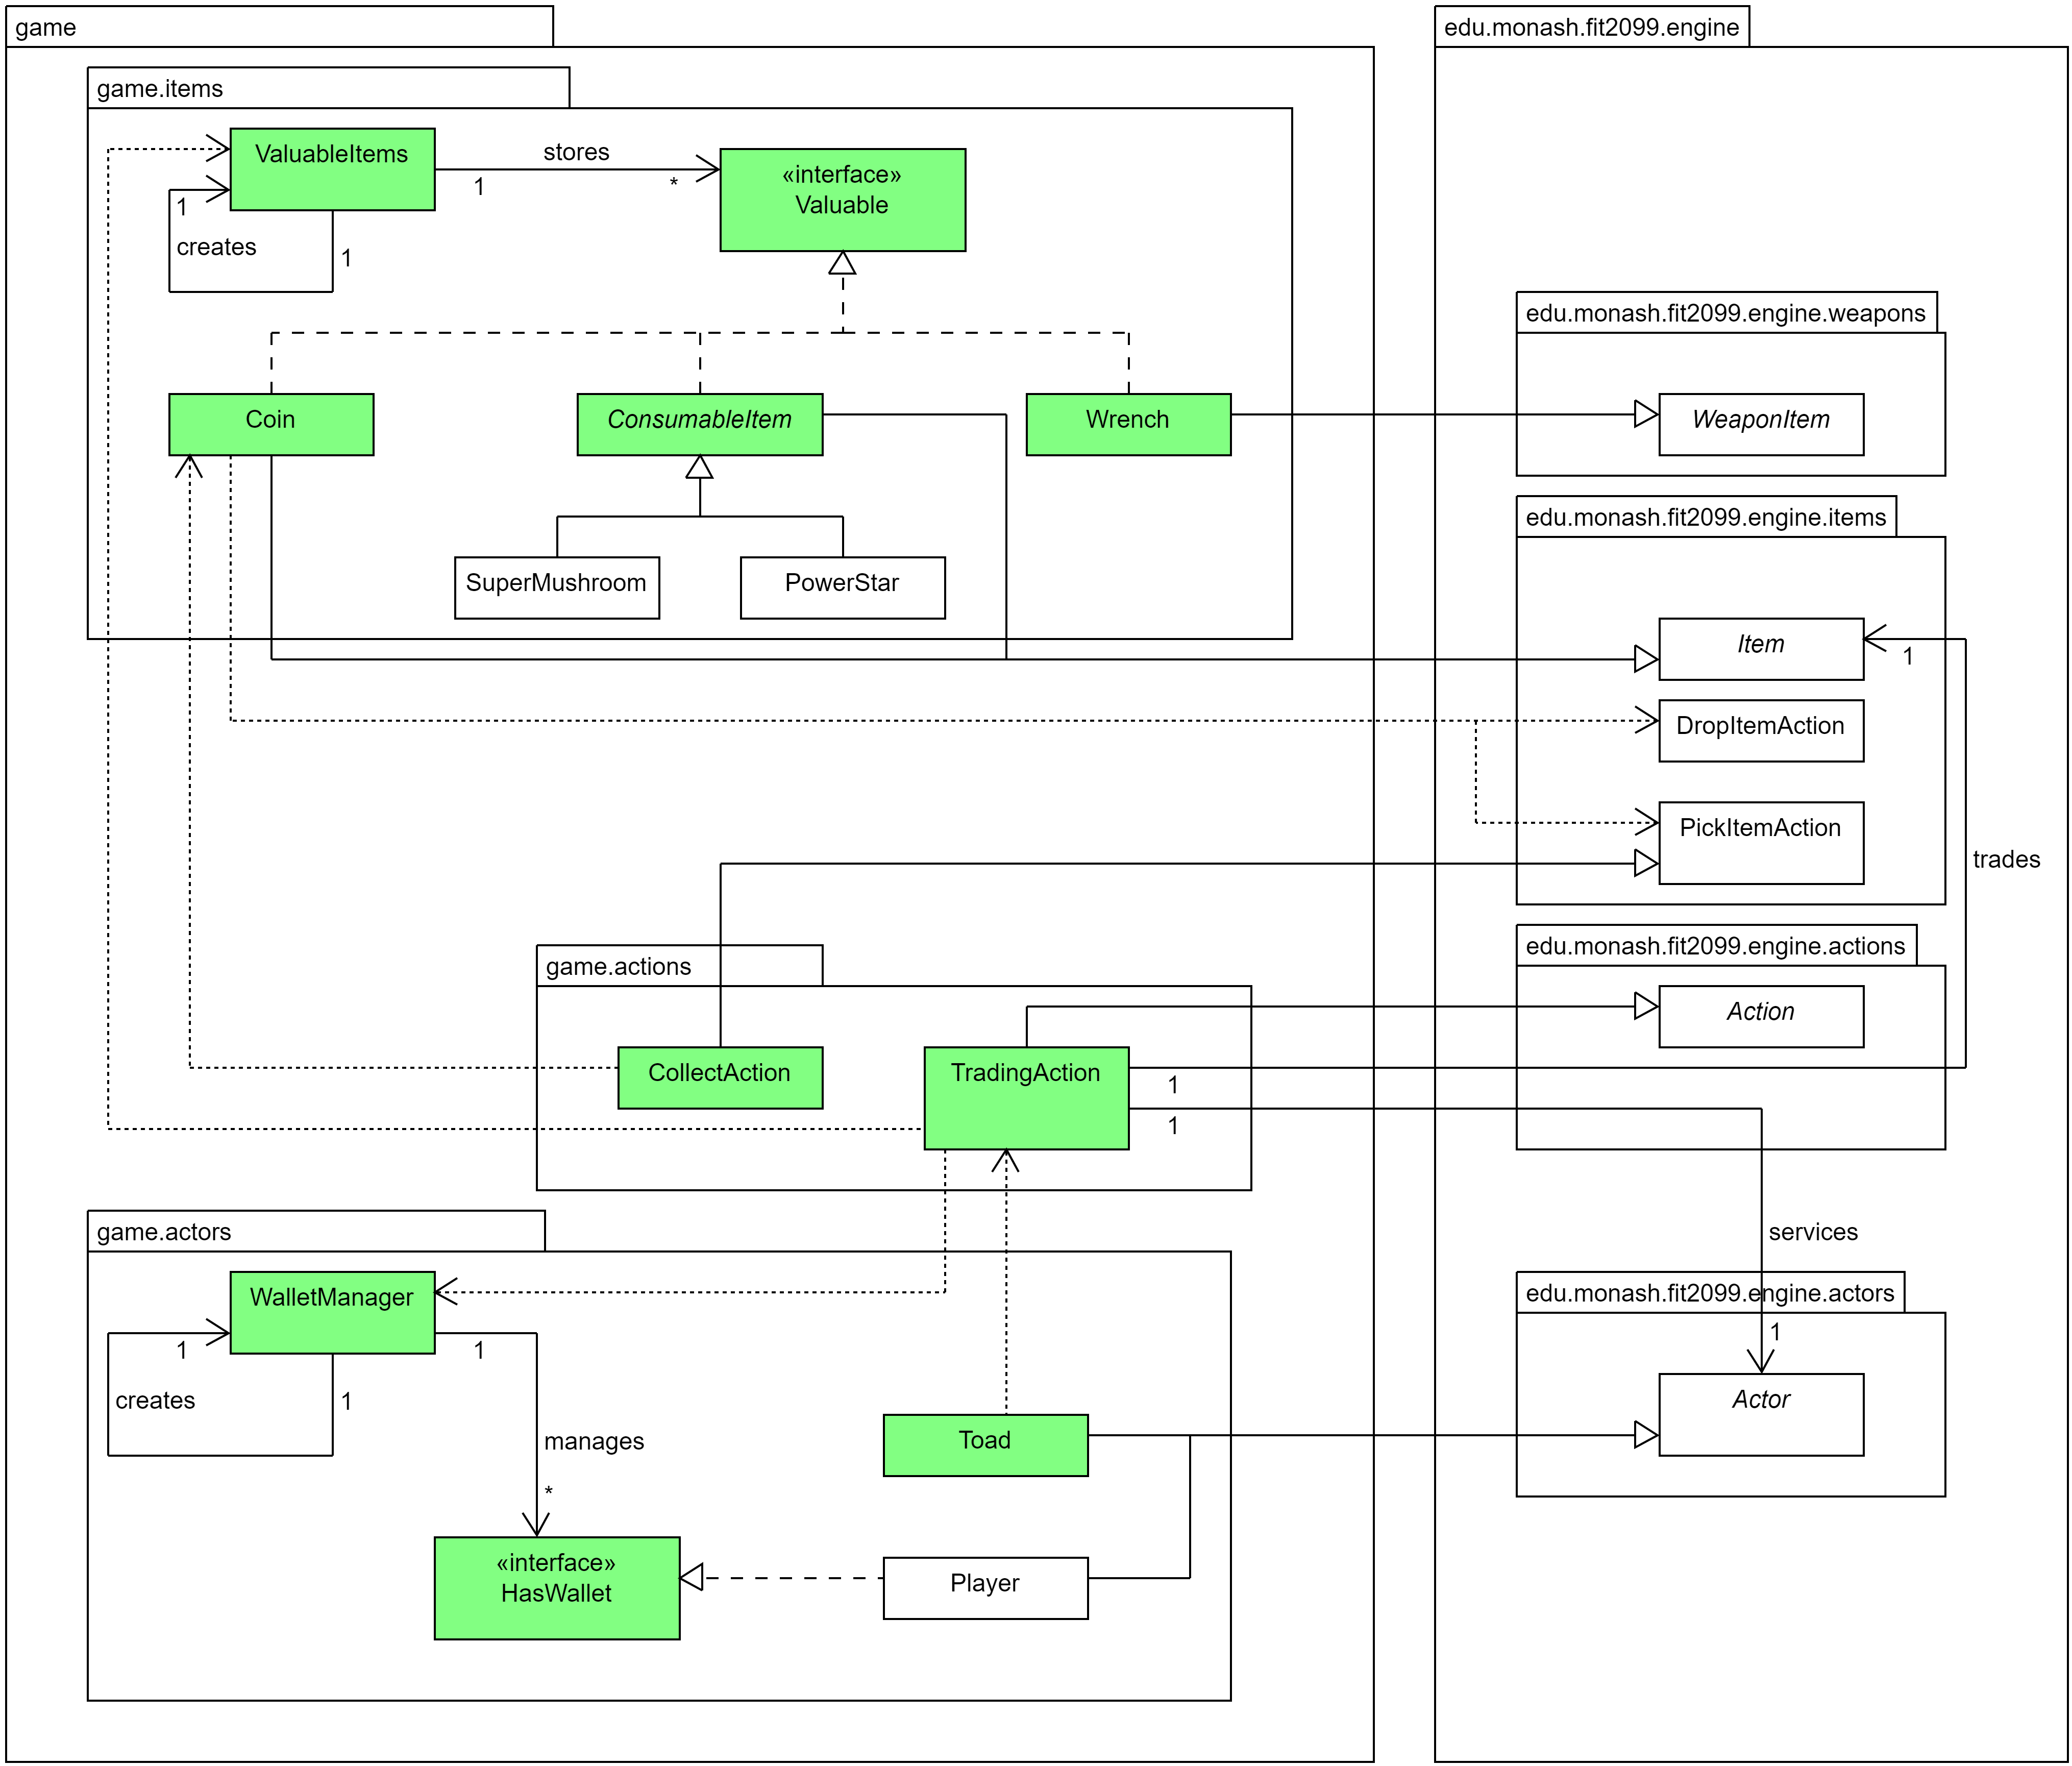 game
edu.monash.fit2099.engine
game.items
ValuableItems
stores
1
*
«interface»
Valuable
1
creates
1
edu.monash.fit2099.engine.weapons
Coin
ConsumableItem
Wrench
WeaponItem
edu.monash.fit2099.engine.items
SuperMushroom
PowerStar
Item
1
DropItemAction
PickItemAction
trades
game.actions
edu.monash.fit2099.engine.actions
Action
CollectAction
TradingAction
1
1
game.actors
services
WalletManager
edu.monash.fit2099.engine.actors
1
1
1
creates
1
manages
*
Toad
Actor
«interface»
HasWallet
Player